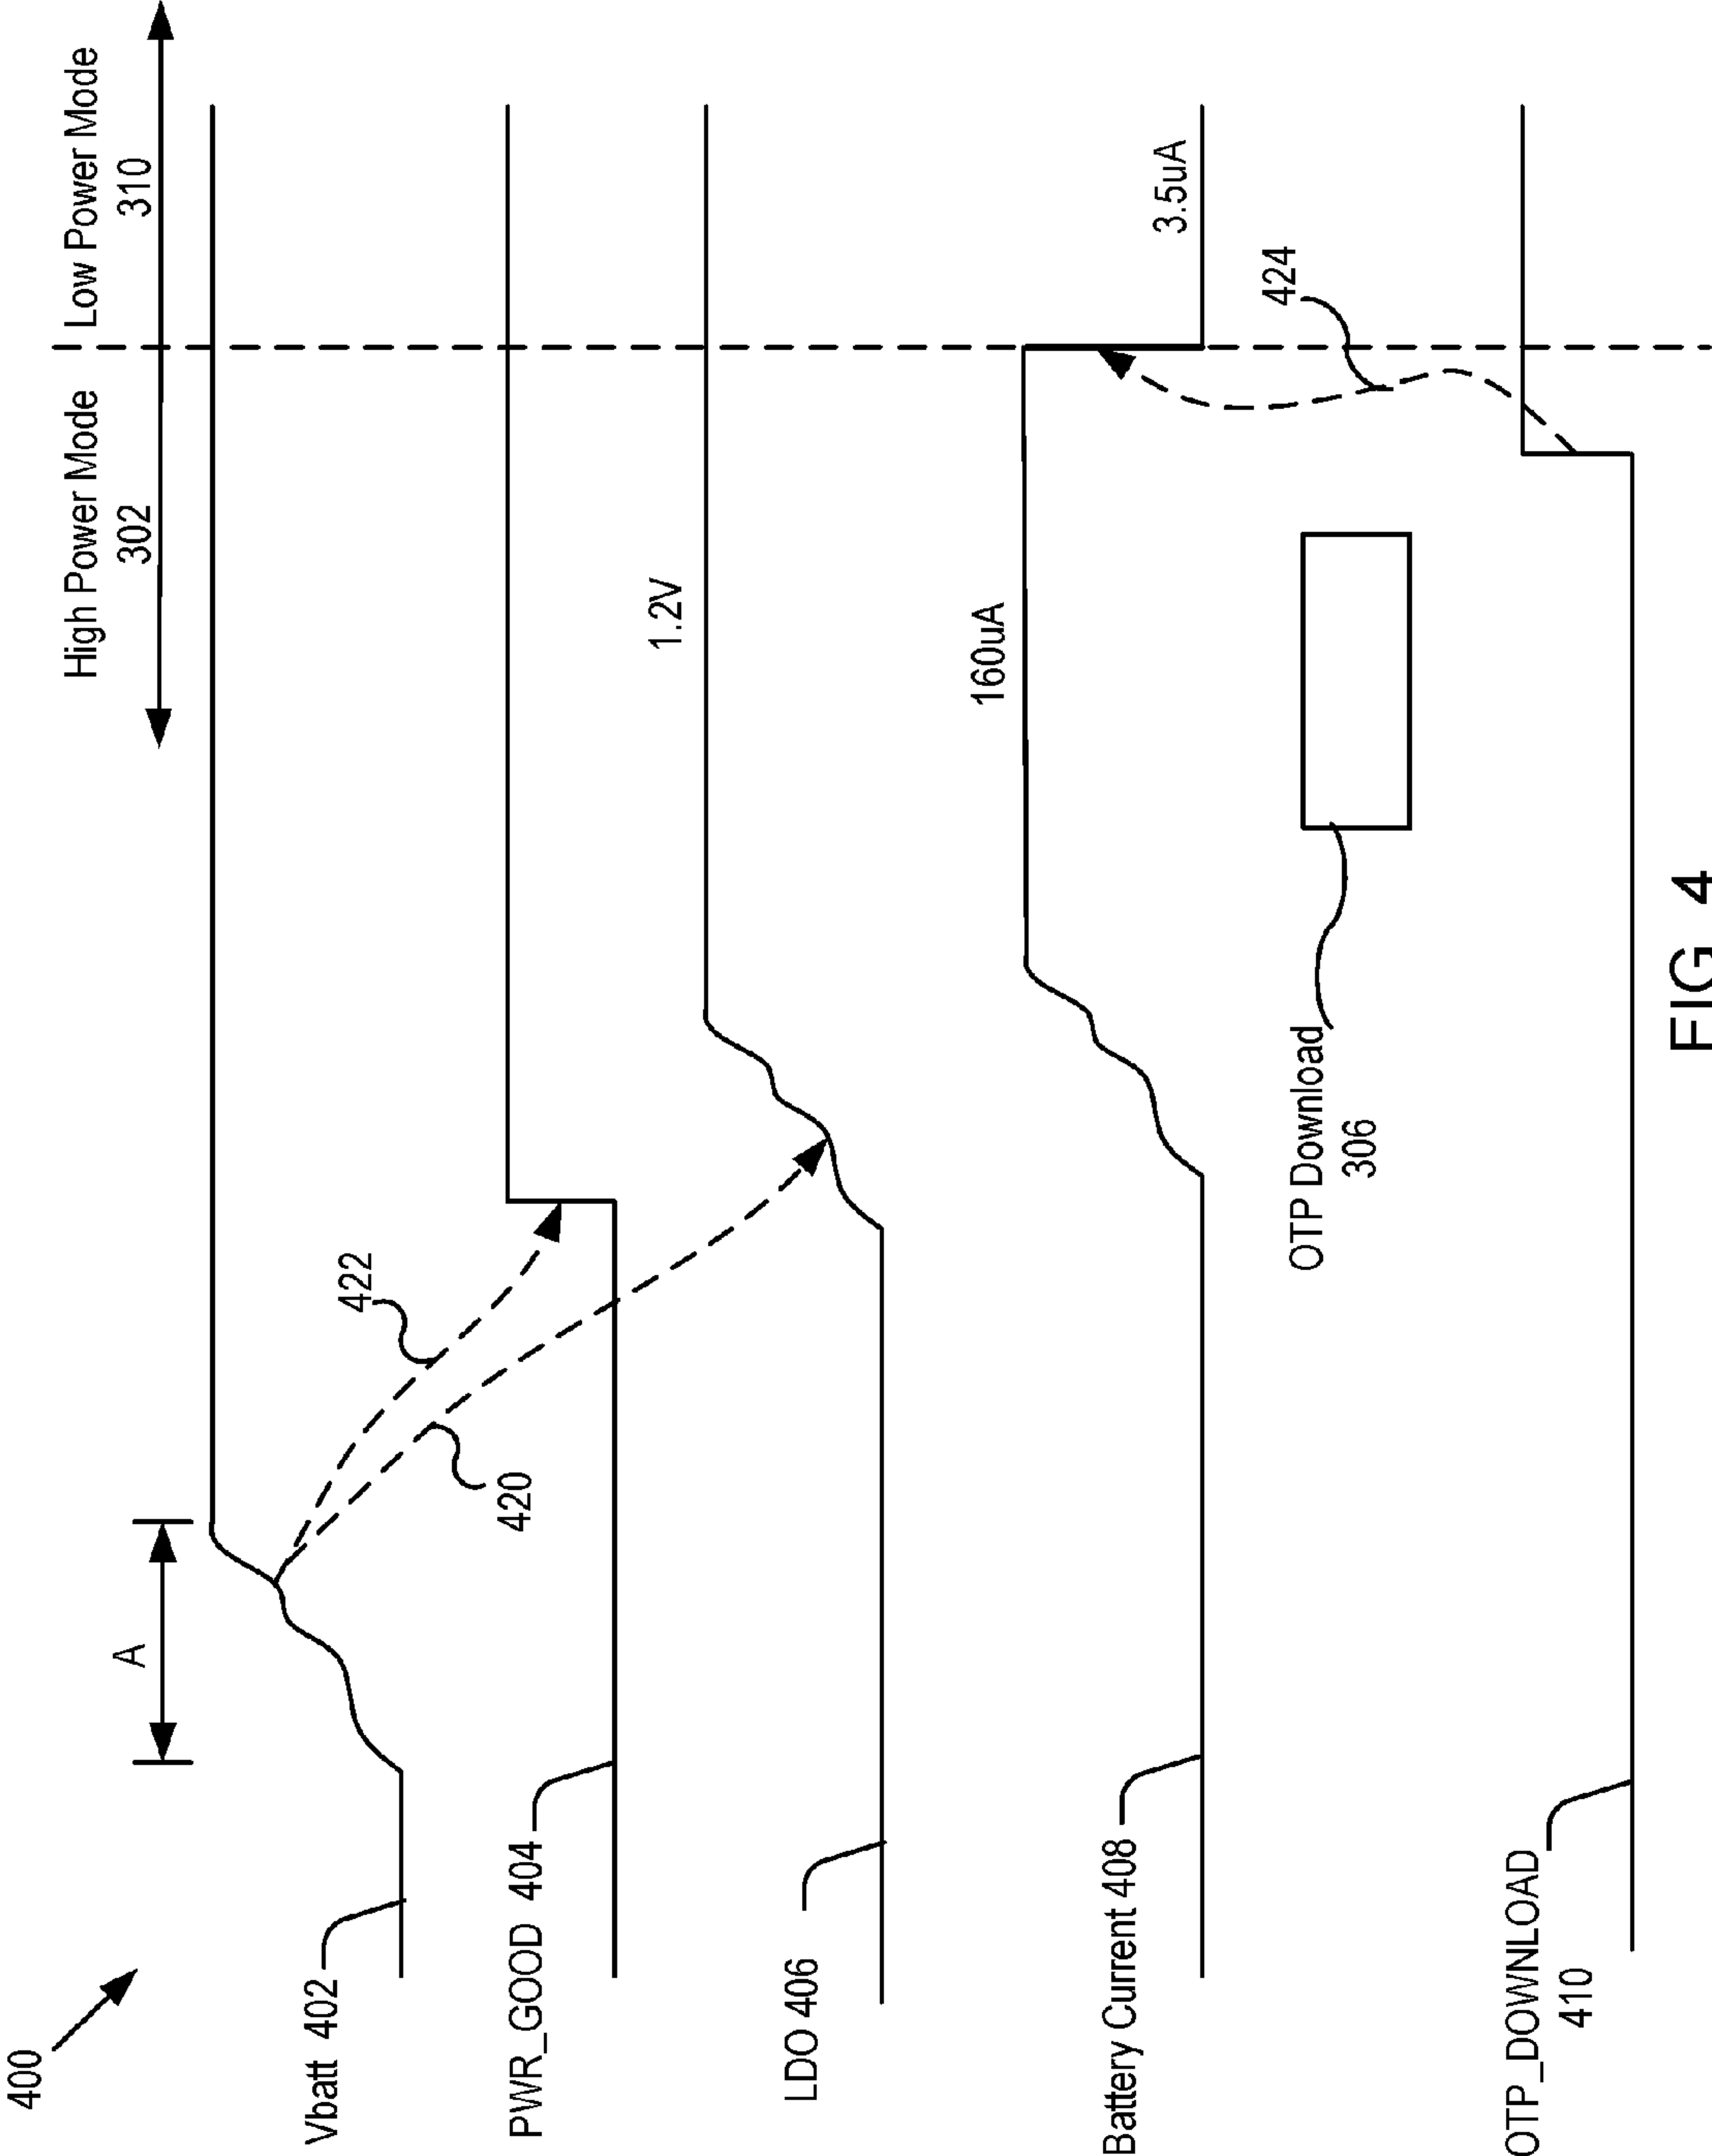 400
A
High Power Mode
302
Low Power Mode
310
Vbatt 402
422
420
PWR_GOOD 404
1.2V
LDO 406
160uA
3.5uA
Battery Current 408
424
OTP Download
306
OTP_DOWNLOAD
410
FIG 4